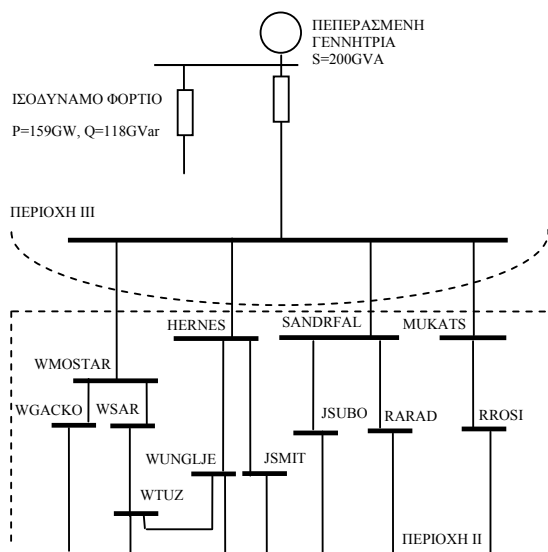 ΠΕΠΕΡΑΣΜΕΝΗ
ΓΕΝΝΗΤΡΙΑ
S=200GVA
ΙΣΟΔΥΝΑΜΟ ΦΟΡΤΙΟ
P=159GW, Q=118GVar
ΠΕΡΙΟΧΗ ΙΙΙ
HERNES
SANDRFAL
MUKATS
WMOSTAR
WGACKO
WSAR
JSUBO
RARAD
RROSI
WUNGLJE
JSMIT
WTUZ
ΠΕΡΙΟΧΗ ΙΙ